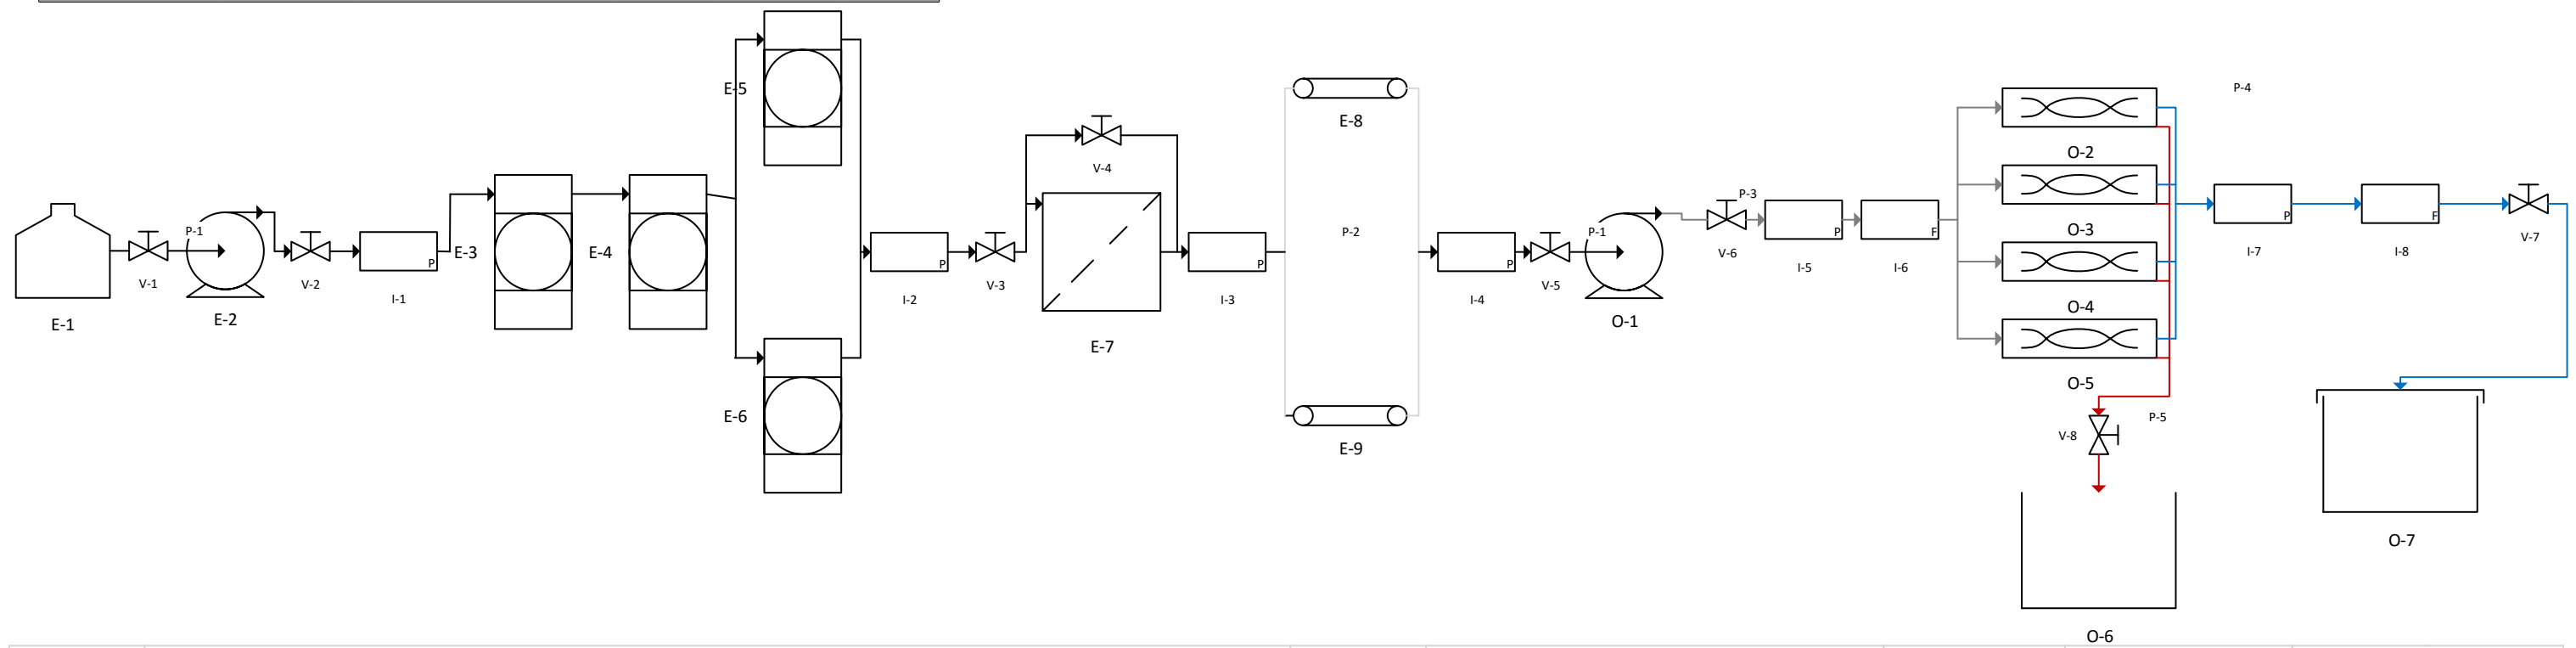 E-1
V-1
P-1
E-2
V-2
P
I-1
E-3
E-4
E-5
E-6
P
I-2
V-3
V-4
E-7
P
I-3
E-8
P-2
E-9
P
I-4
V-5
P-1
O-1
P-3
V-6
P
I-5
F
I-6
O-2
O-3
O-4
O-5
P-4
P
I-7
F
I-8
V-7
P-5
V-8
O-6
O-7